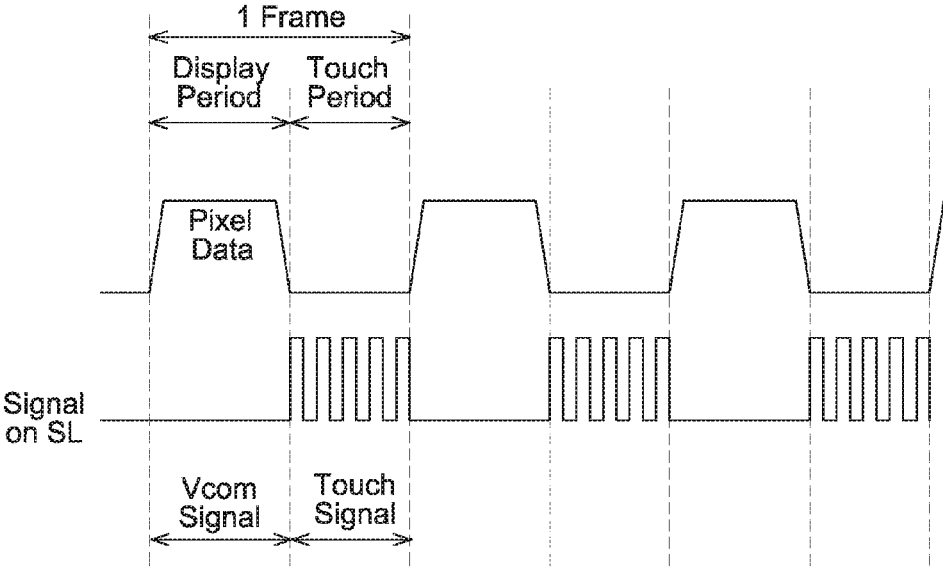 1 Frame
Display
Period
Touch
Period
Pixel
Data
Signal
on SL
Vcom
Signal
Touch
Signal